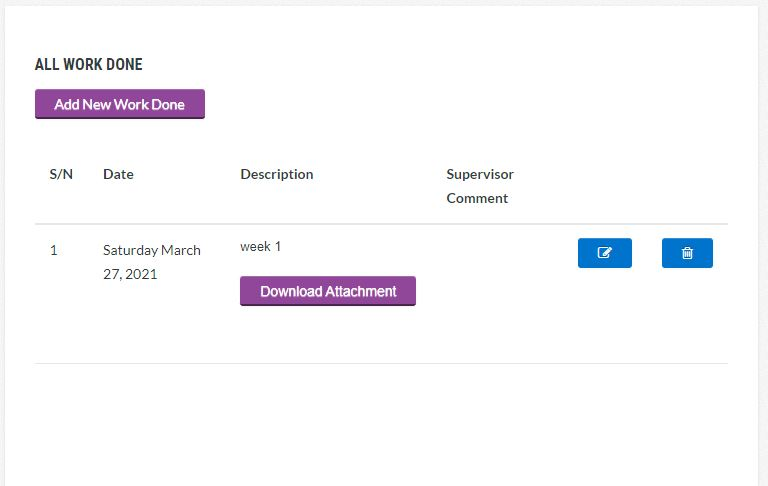 ALL WORK DONE
Add New Work Done
S/N Date Description Supervisor
Comment
1 Saturday March week 1
27, 2021
Download Attachment